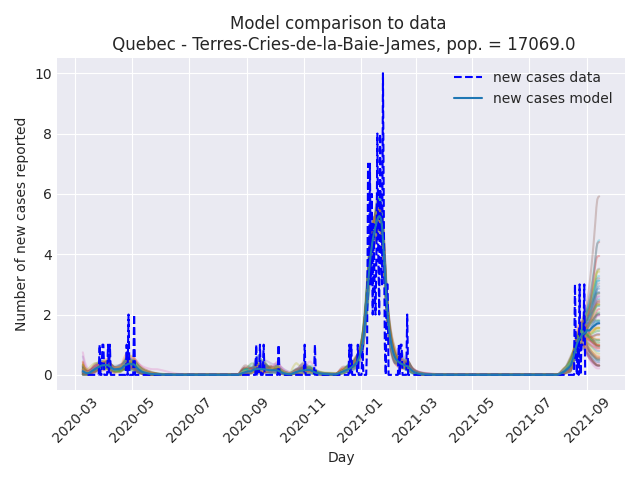 Model comparison to data
Quebec - Terres-Cries-de-la-Baie-James, pop. = 17069.0
new cases data
new cases model
Number of new cases reported
10
8
6
4
2
0
2020-03
2020-05
2020-07
2020-09
2020-11
2021-01
2021-03
2021-05
2021-07
2021-09
Day